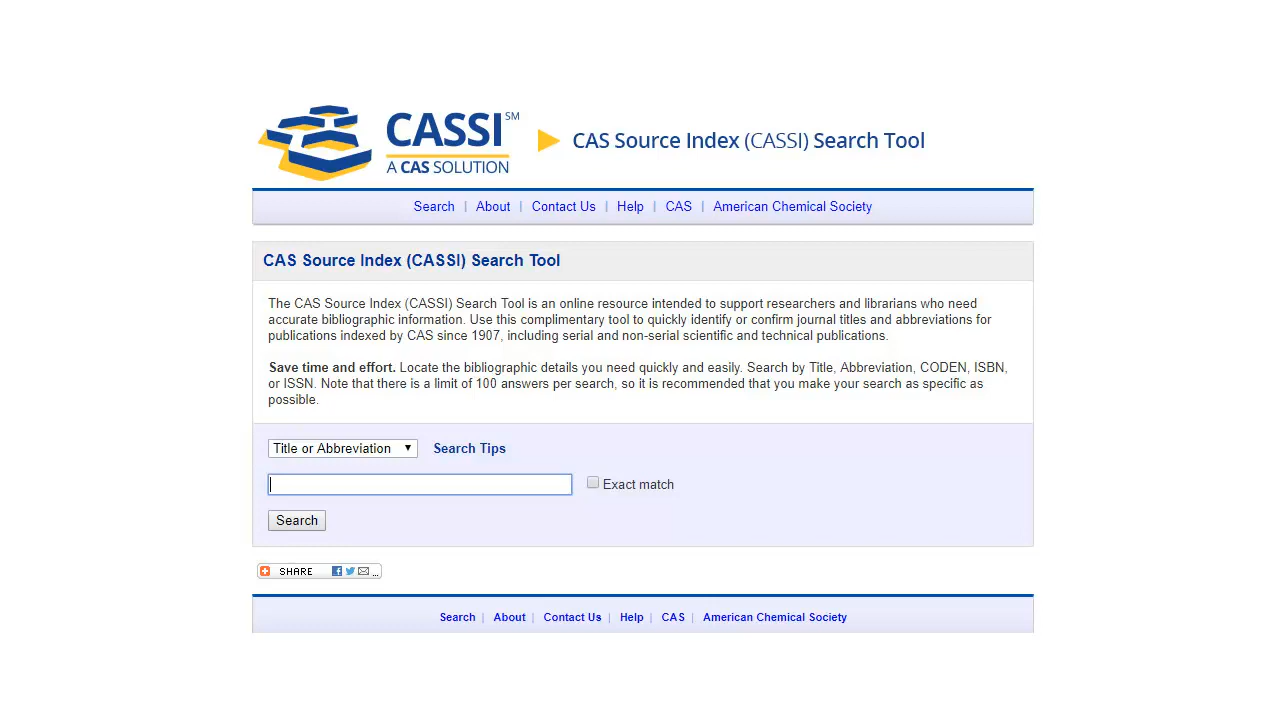 CASSI SM
A CAS SOLUTION
CAS Source Index (CASSI) Search Tool
Search | About | Contact Us | Help | CAS | American Chemical Society
CAS Source Index (CASSI) Search Tool
The CAS Source Index (CASSI) Search Tool is an online resource intended to support researchers and librarians who need
accurate bibliographic information. Use this complimentary tool to quickly identify or confirm journal titles and abbreviations for
publications indexed by CAS since 1907, including serial and non-serial scientific and technical publications.
Save time and effort. Locate the bibliographic details you need quickly and easily. Search by Title, Abbreviation, CODEN, ISBN,
or ISSN. Note that there is a limit of 100 answers per search, so it is recommended that you make your search as specific as
possible.
Title or Abbreviation Search Tips
Exact match
Search
SHARE ...
Search | About | Contact Us | Help | CAS | American Chemical Society